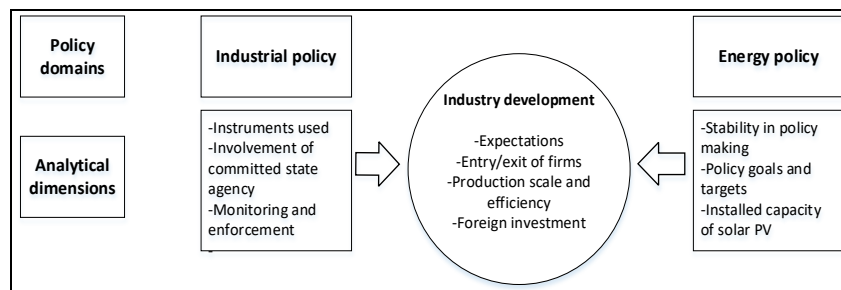 Policy
domains
Industrial policy
Energy policy
Industry development
-Expectations
-Entry/exit of firms
-Production scale and
efficiency
-Foreign investment
Analytical
dimensions
-Instruments used
-Involvement of
committed state
agency
-Monitoring and
enforcement
-
-Stability in policy
making
-Policy goals and
targets
-Installed capacity
of solar PV